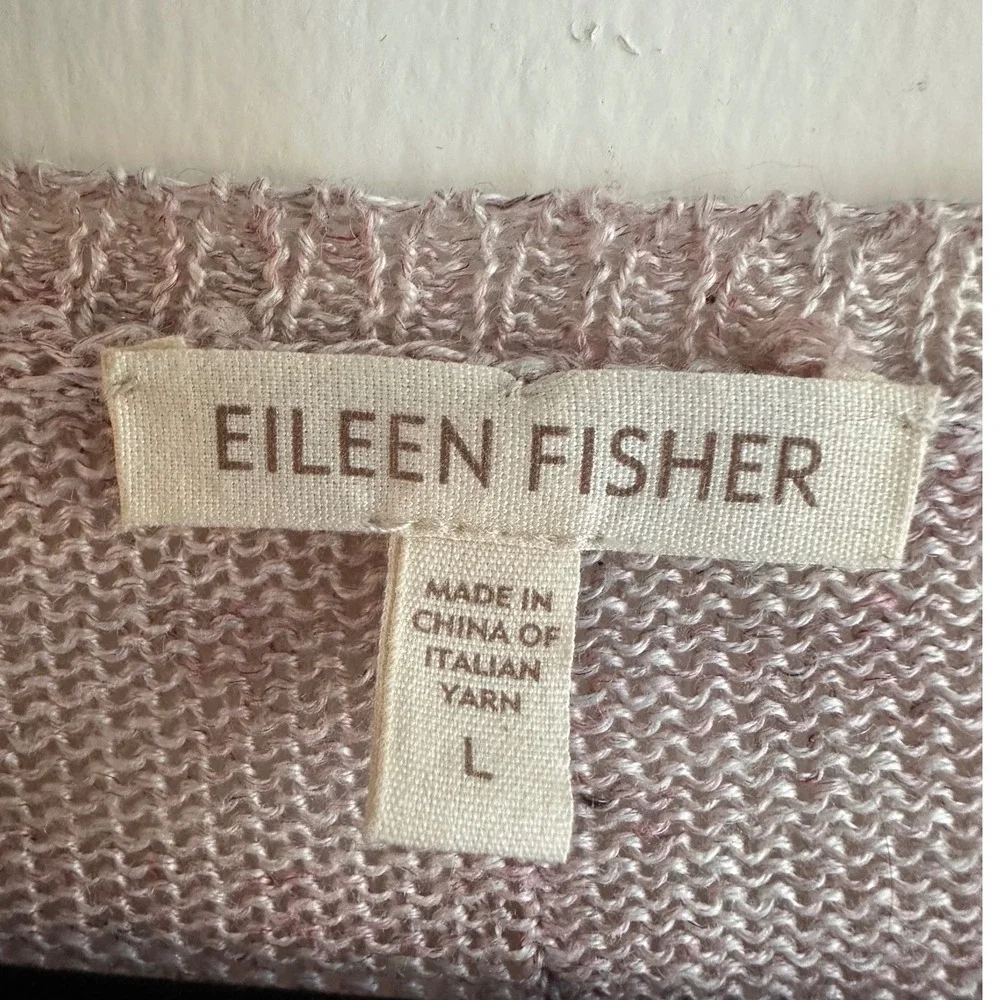 EILEEN FISHER
MADE IN
CHINA OF
ITALIAN
YARN
L